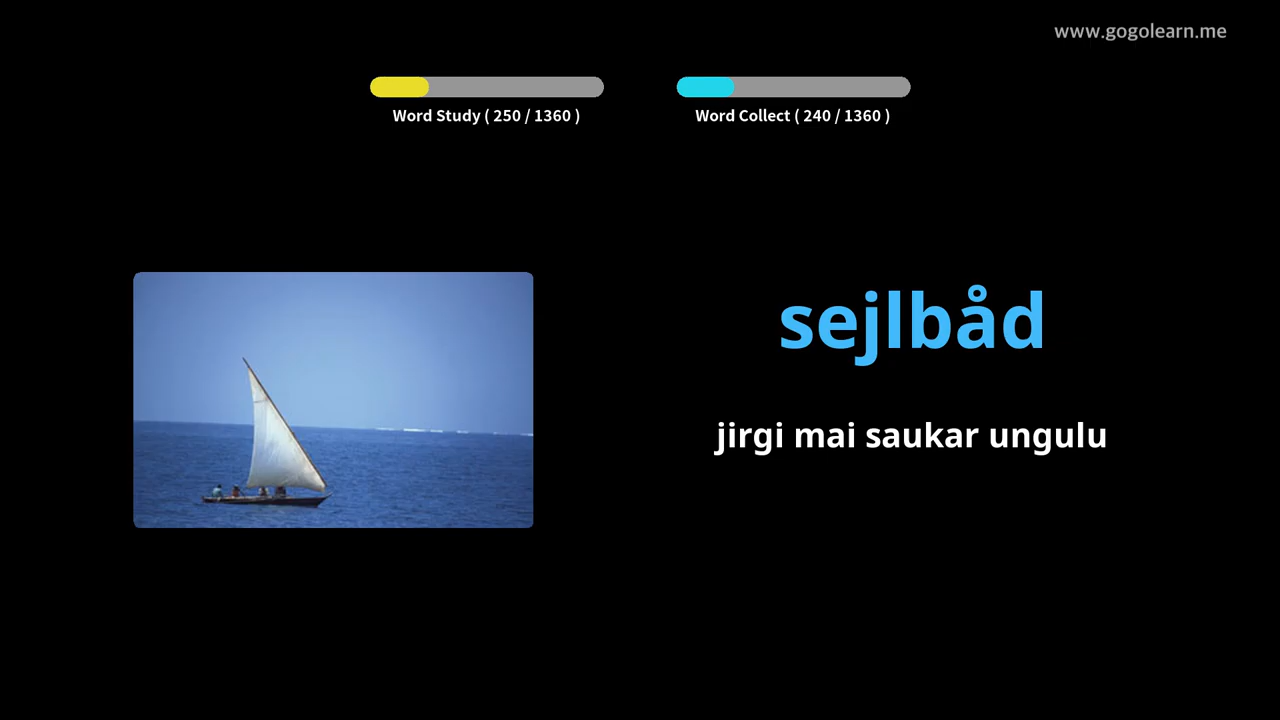 www.gogolearn.me
Word Study ( 250 / 1360 )
Word Collect ( 240 / 1360 )
sejlbåd
jirgi mai saukar ungulu